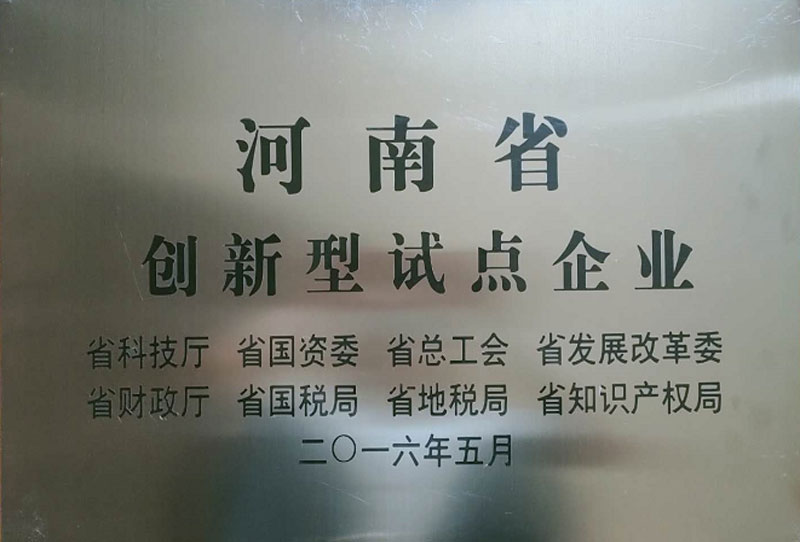 河南省
创新型试点企业
省科技厅 省国资委 省总工会 省发展改革委
省财政厅 省国税局 省地税局 省知识产权局
二〇一六年五月